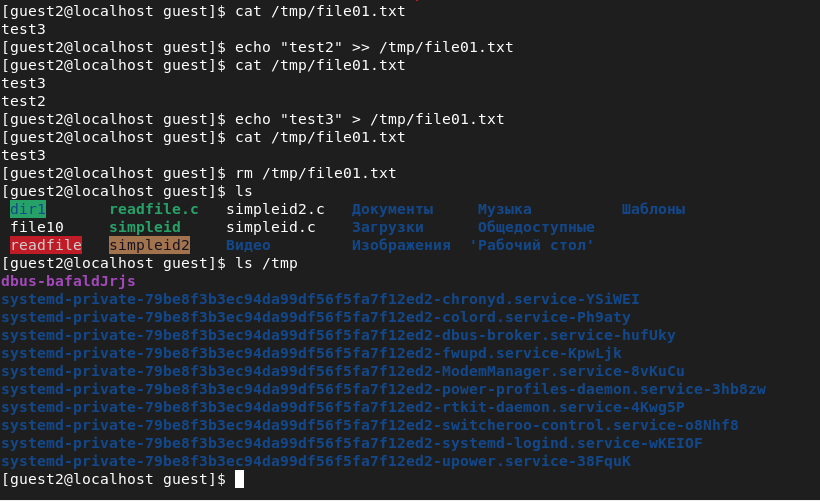 [guest2@localhost guest]$ cat /tmp/file01.txt
test3
[guest2@localhost guest]$ echo "test2" >> /tmp/file01.txt
[guest2@localhost guest]$ cat /tmp/file01.txt
test3
test2
[guest2@localhost guest]$ echo "test3" > /tmp/file01.txt
[guest2@localhost guest]$ cat /tmp/file01.txt
test3
[guest2@localhost guest]$ rm /tmp/file01.txt
[guest2@localhost guest]$ ls
dir1 readfile.c simpleid2.c Документы Музыка Шаблоны
file10 simpleid simpleid.c Загрузки Общедоступные
readfile simpleid2 Видео Изображения 'Рабочий стол'
[guest2@localhost guest]$ ls /tmp
dbus-bafaldJrjs
systemd-private-79be8f3b3ec94da99df56f5fa7f12ed2-chronyd.service-YSiWEI
systemd-private-79be8f3b3ec94da99df56f5fa7f12ed2-colord.service-Ph9aty
systemd-private-79be8f3b3ec94da99df56f5fa7f12ed2-dbus-broker.service-hufUky
systemd-private-79be8f3b3ec94da99df56f5fa7f12ed2-fwupd.service-KpwLjk
systemd-private-79be8f3b3ec94da99df56f5fa7f12ed2-ModemManager.service-8vKuCu
systemd-private-79be8f3b3ec94da99df56f5fa7f12ed2-power-profiles-daemon.service-3hb8zw
systemd-private-79be8f3b3ec94da99df56f5fa7f12ed2-rtkit-daemon.service-4Kwg5P
systemd-private-79be8f3b3ec94da99df56f5fa7f12ed2-switcheroo-control.service-o8Nhf8
systemd-private-79be8f3b3ec94da99df56f5fa7f12ed2-systemd-logind.service-wKEIOF
systemd-private-79be8f3b3ec94da99df56f5fa7f12ed2-upower.service-38FquK
[guest2@localhost guest]$